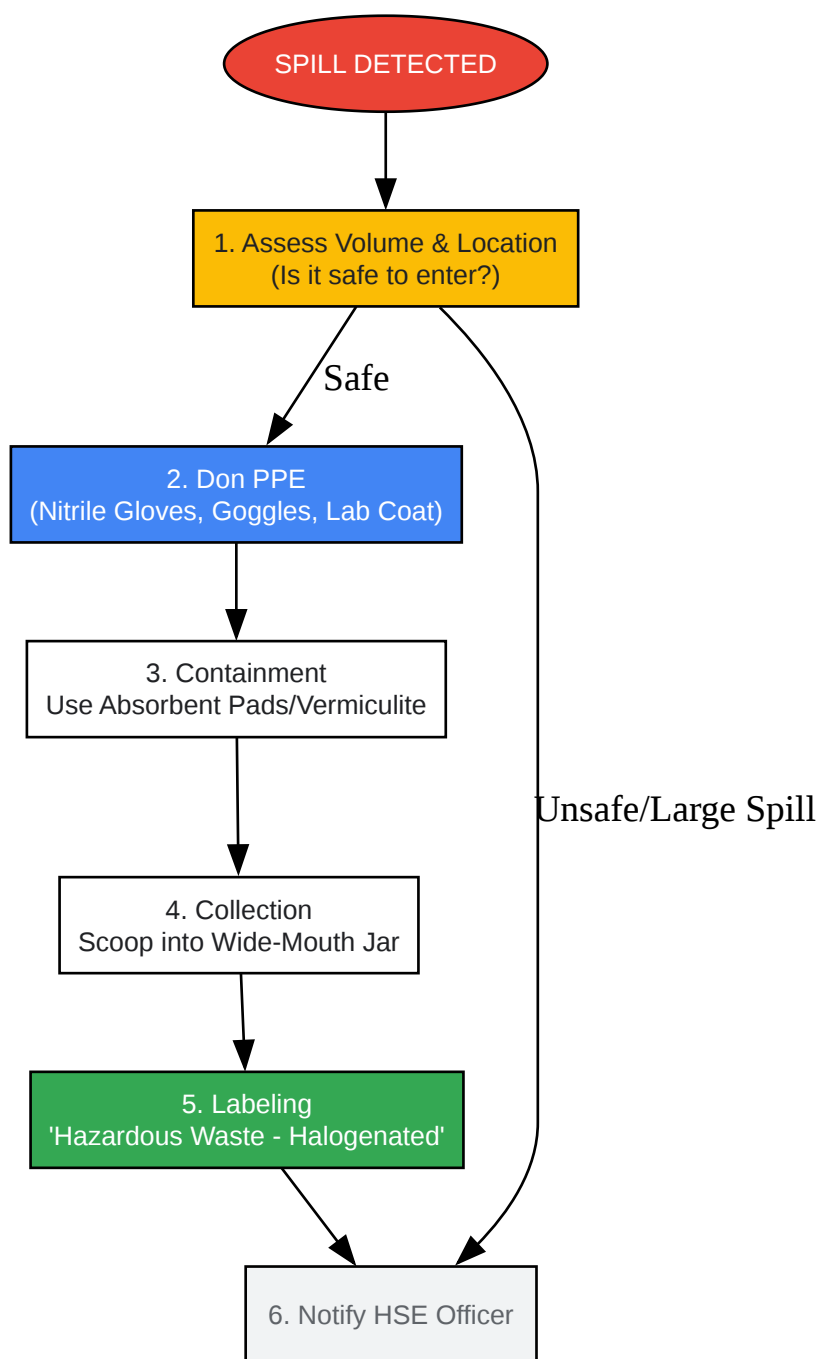 SPILL DETECTED
1. Assess Volume & Location
(Is it safe to enter?)
Safe
2. Don PPE
(Nitrile Gloves, Goggles, Lab Coat)
3. Containment
Use Absorbent Pads/Vermiculite
Unsafe/Large Spill
4. Collection
Scoop into Wide-Mouth Jar
5. Labeling
'Hazardous Waste - Halogenated'
6. Notify HSE Officer